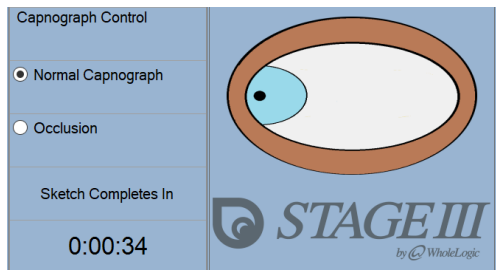 Capnograph Control
Normal Capnograph
Occlusion
Sketch Completes In
0:00:34
STAGE III
by WholeLogic